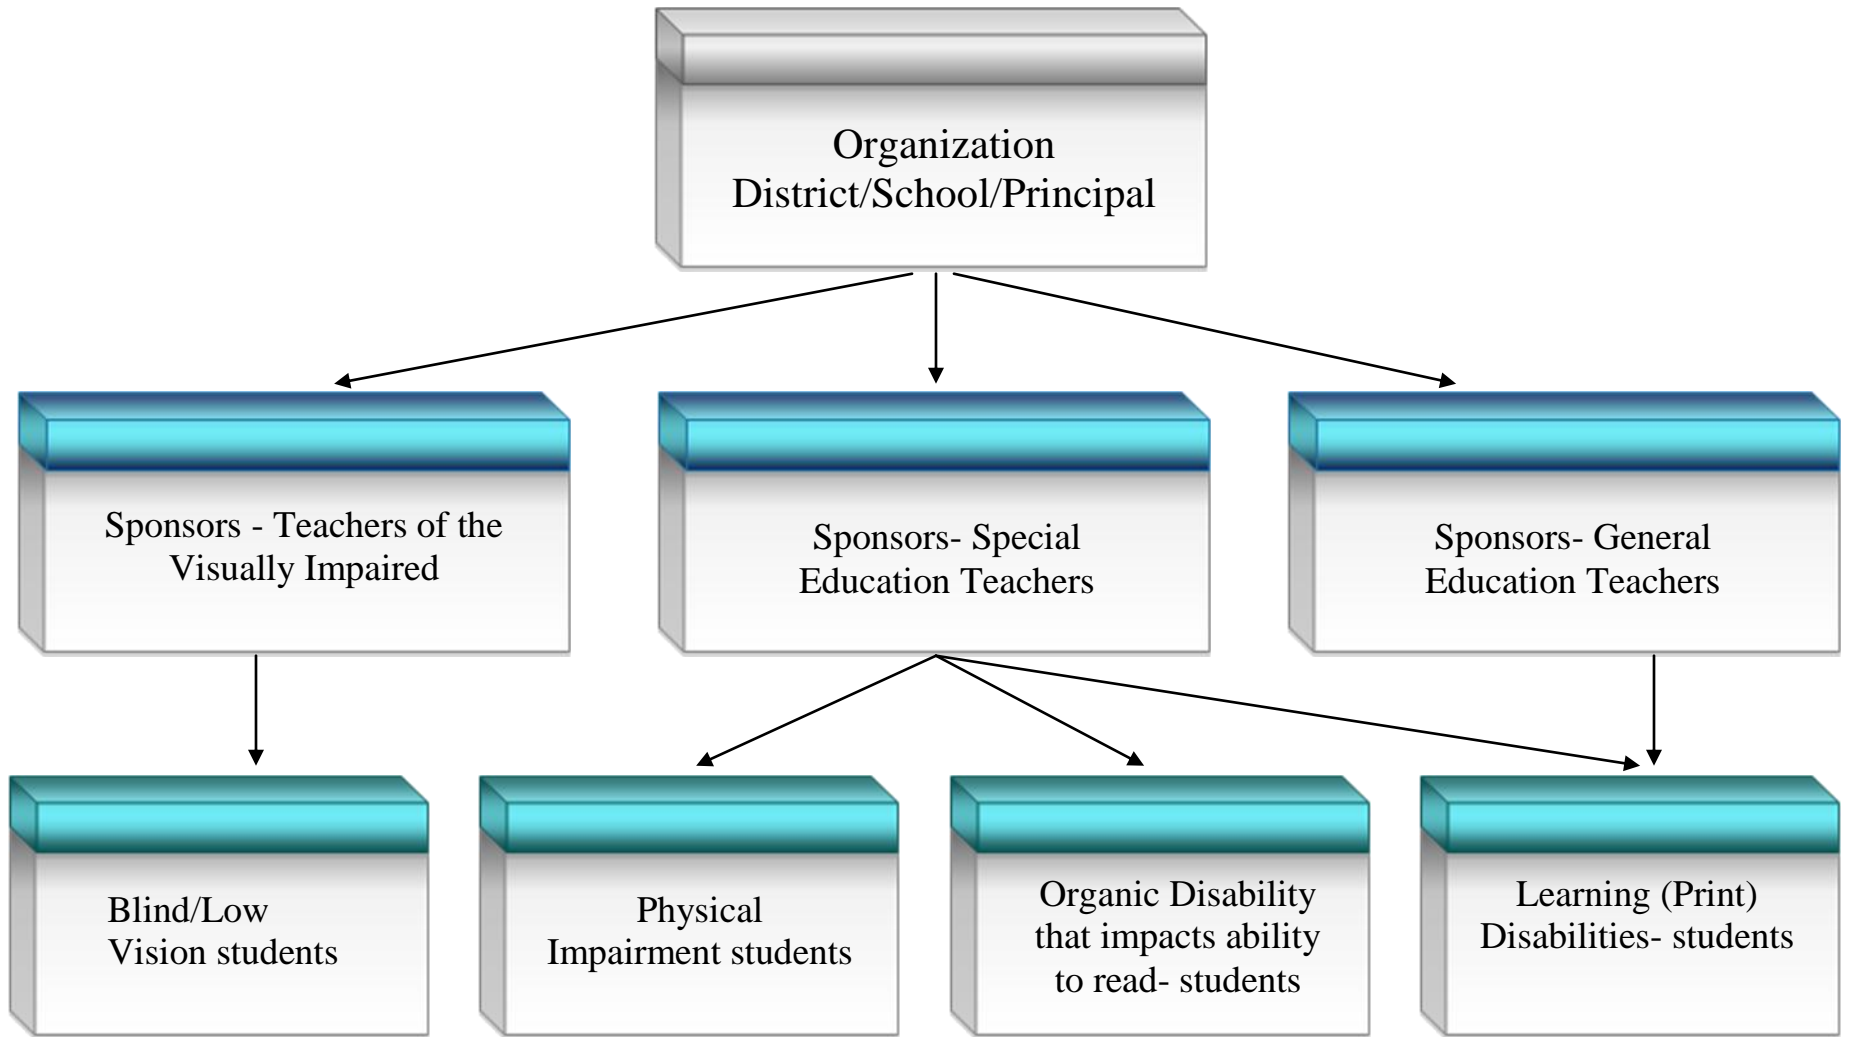 Organization
District/School/Principal
Sponsors - Teachers of the
Visually Impaired
Sponsors- Special
Education Teachers
Sponsors- General
Education Teachers
Blind/Low
Vision students
Physical
Impairment students
Organic Disability
that impacts ability
to read- students
Learning (Print)
Disabilities- students